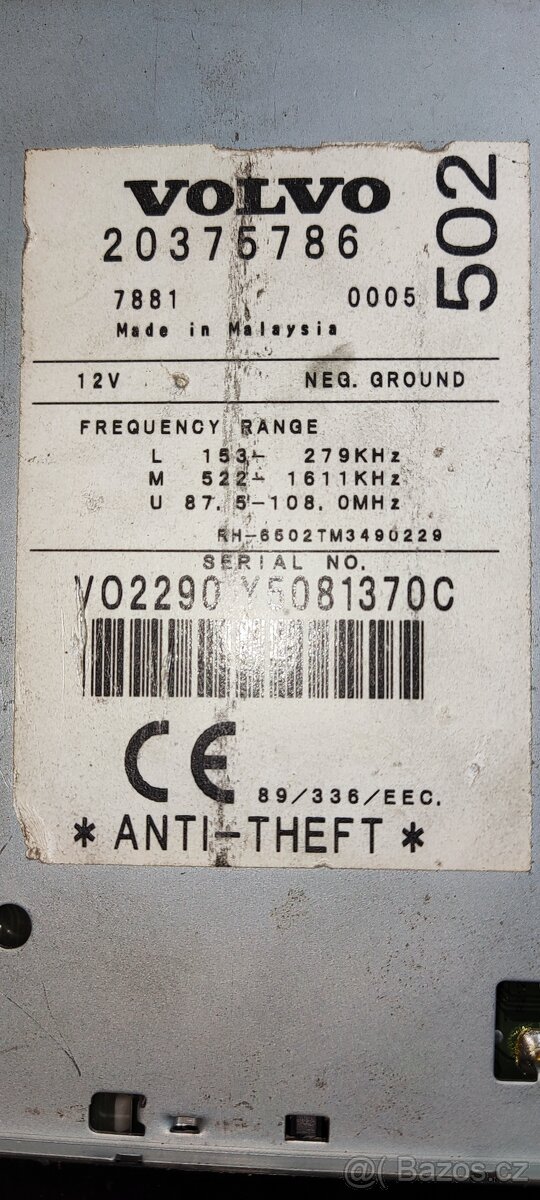 VOLVO
20375786
502
7881 0005
Made in Malaysia
12V NEG. GROUND
FREQUENCY RANGE
L 153- 279KHz
M 522- 1611KHz
U 87.5-108.0MHz
RH-6502TM3490229
SERIAL NO.
VO2290 Y5081370C
CE 89/336/EEC.
* ANTI-THEFT *
@ Bazos.cz